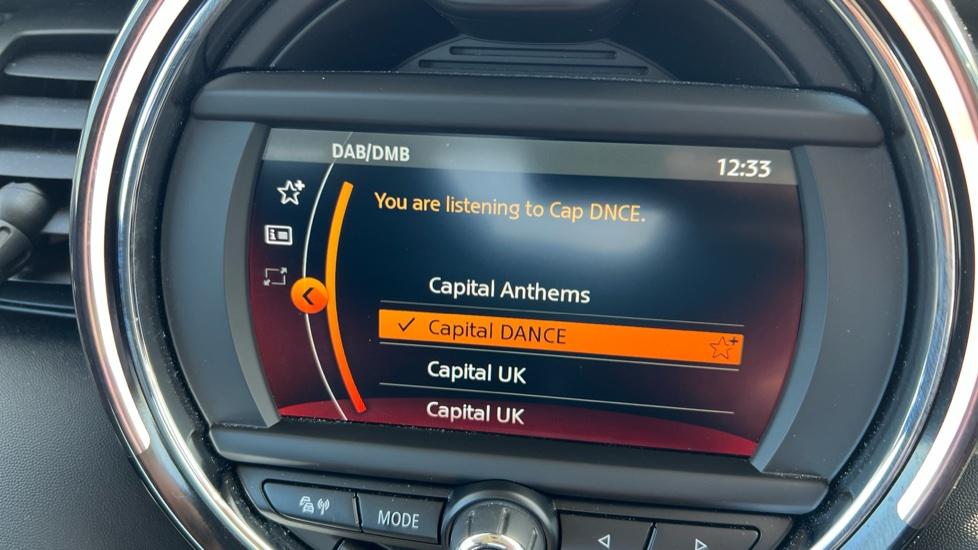 DAB/DMB 12:33
You are listening to Cap DNCE.
Capital Anthems
Capital DANCE
Capital UK
Capital UK
MODE